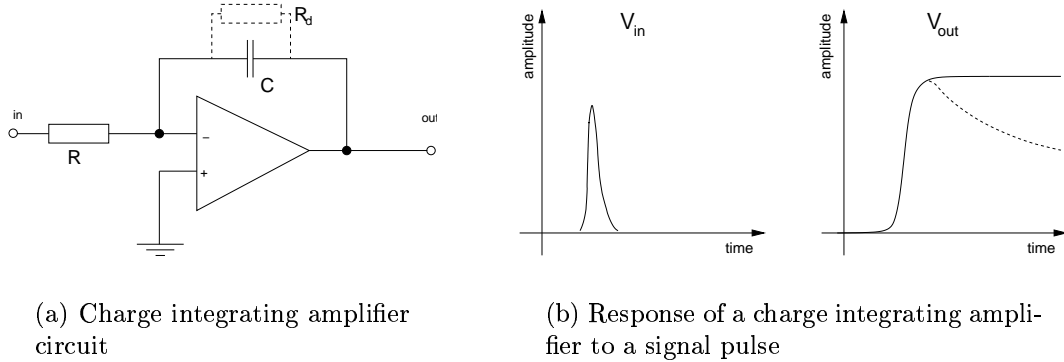 R_d
C
in
R
−
+
out
amplitude
V_in
time
amplitude
V_out
time
(a) Charge integrating amplifier
circuit
(b) Response of a charge integrating ampli-
fier to a signal pulse